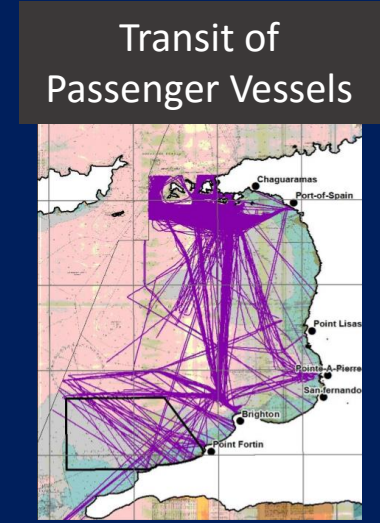 Transit of
Passenger Vessels
Chaguaramas
Port-of-Spain
Point Lisas
Pointe-A-Pierre
San-fernando
Brighton
Point Fortin